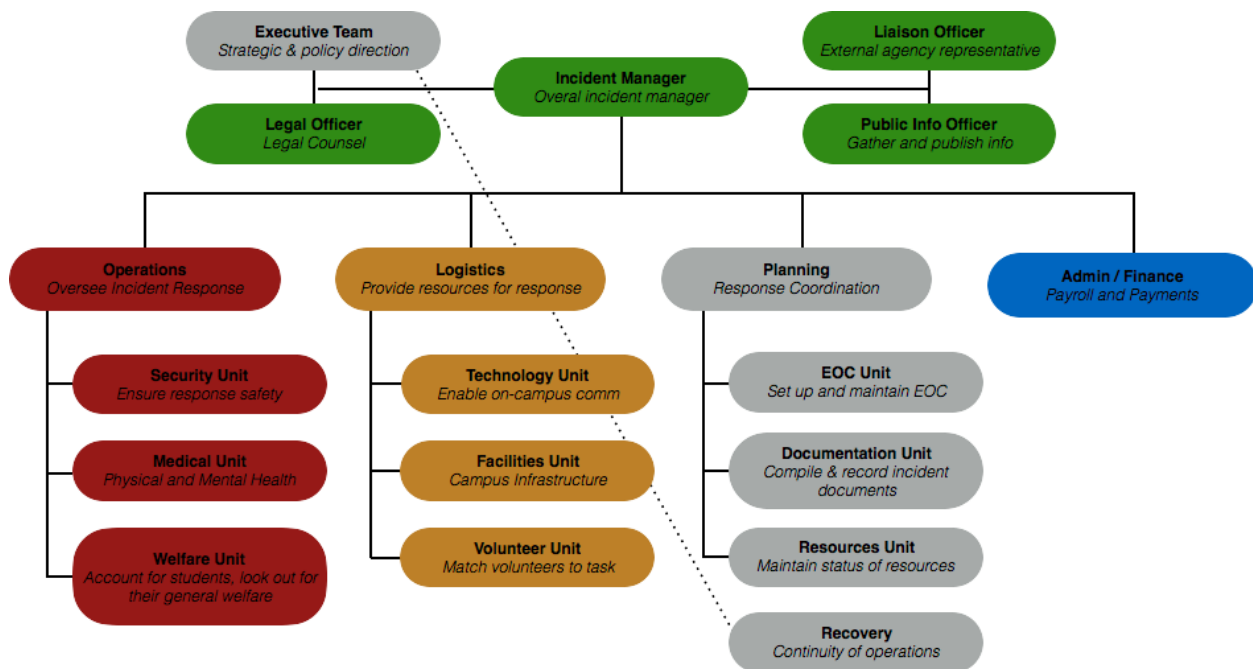 Executive Team
Strategic & policy direction
Liaison Officer
External agency representative
Incident Manager
Overal incident manager
Legal Officer
Legal Counsel
Public Info Officer
Gather and publish info
Operations
Oversee Incident Response
Logistics
Provide resources for response
Planning
Response Coordination
Admin / Finance
Payroll and Payments
Security Unit
Ensure response safety
Technology Unit
Enable on-campus comm
EOC Unit
Set up and maintain EOC
Medical Unit
Physical and Mental Health
Facilities Unit
Campus Infrastructure
Documentation Unit
Compile & record incident
documents
Welfare Unit
Account for students, look out for
their general welfare
Volunteer Unit
Match volunteers to task
Resources Unit
Maintain status of resources
Recovery
Continuity of operations